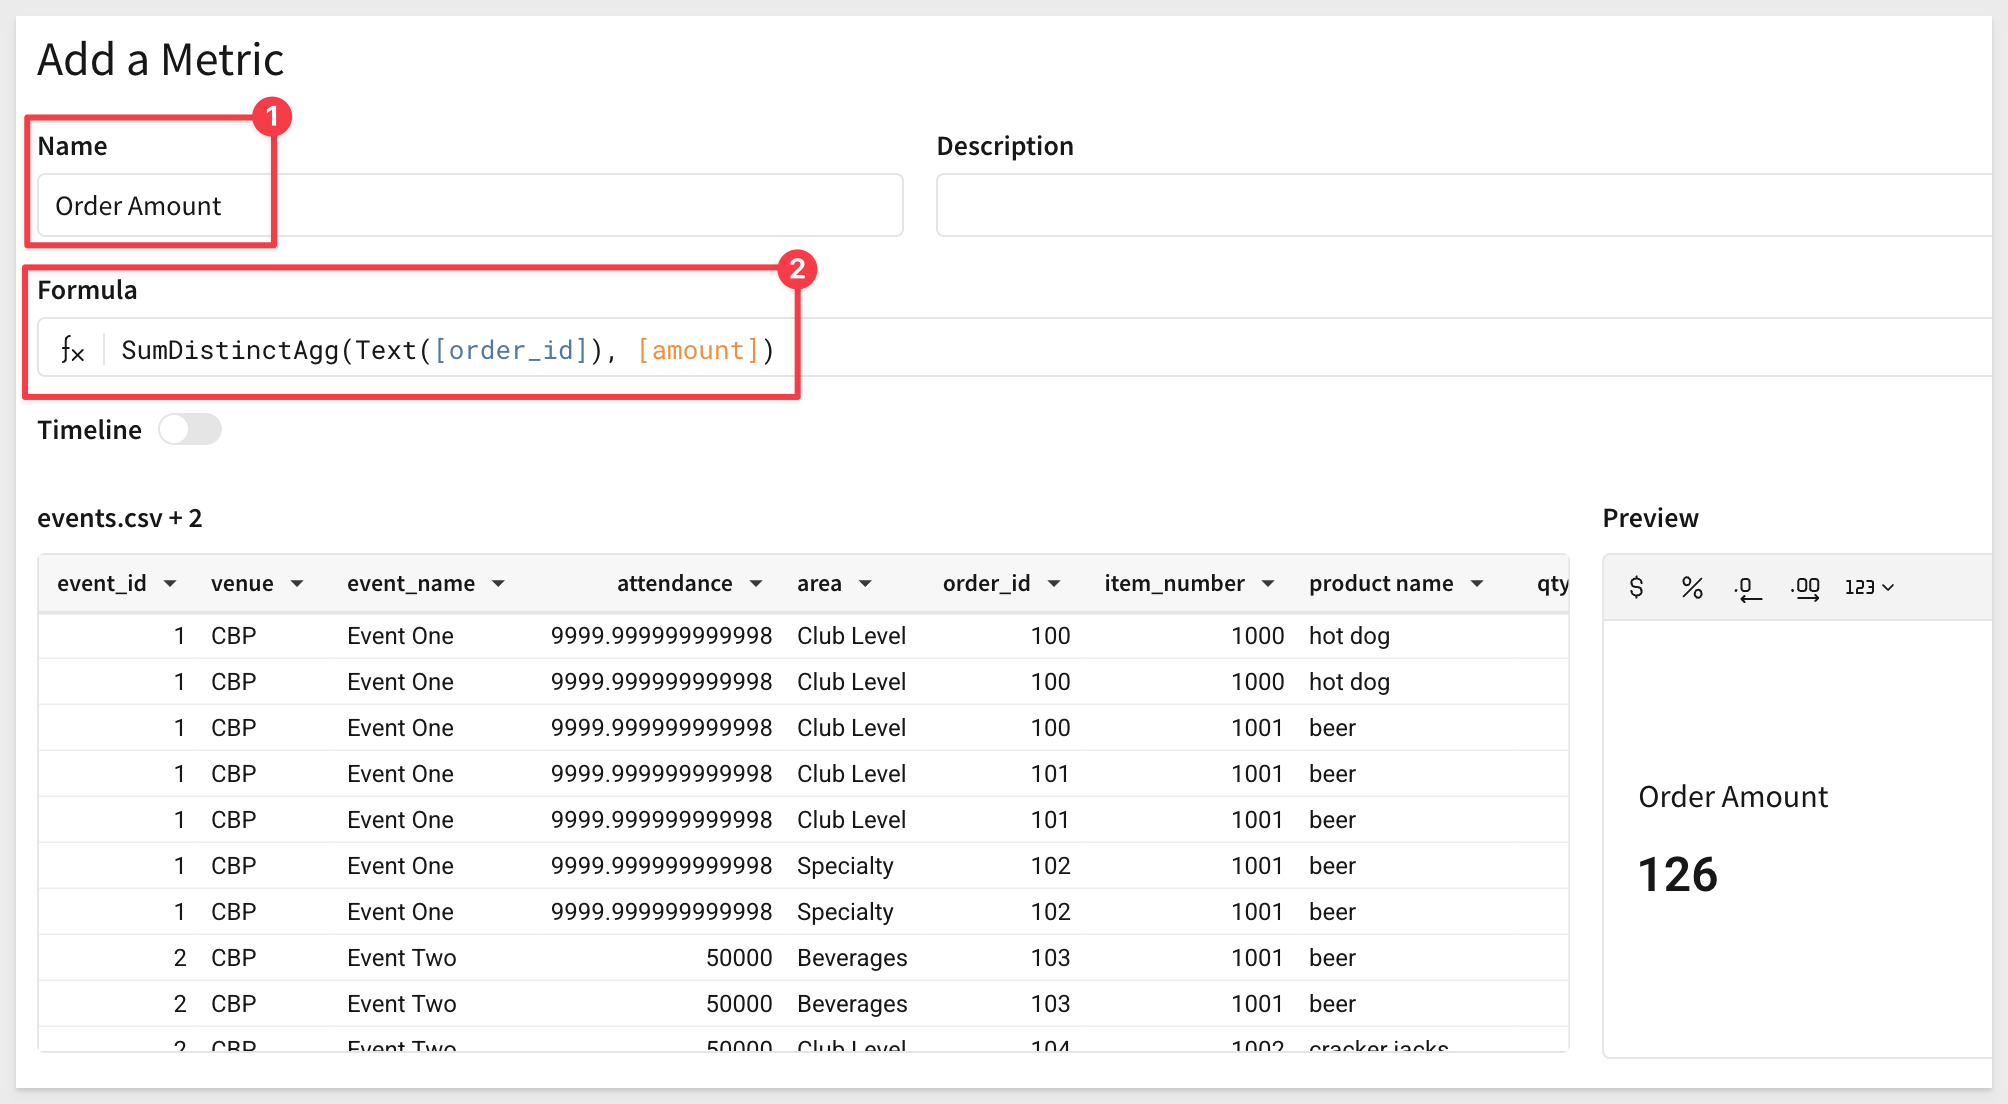 Add a Metric
1
Name Description
Order Amount
2
Formula
fx SumDistinctAgg(Text([order_id]), [amount])
Timeline
events.csv + 2 Preview
event_id venue event_name attendance area order_id item_number product name qty
$ % .0 .00 123
1 CBP Event One 9999.999999999998 Club Level 100 1000 hot dog
1 CBP Event One 9999.999999999998 Club Level 100 1000 hot dog
1 CBP Event One 9999.999999999998 Club Level 100 1001 beer
1 CBP Event One 9999.999999999998 Club Level 101 1001 beer
1 CBP Event One 9999.999999999998 Club Level 101 1001 beer
1 CBP Event One 9999.999999999998 Specialty 102 1001 beer
1 CBP Event One 9999.999999999998 Specialty 102 1001 beer
2 CBP Event Two 50000 Beverages 103 1001 beer
2 CBP Event Two 50000 Beverages 103 1001 beer
2 CBP Event Two 50000 Club Level 104 1002 cracker jacks
Order Amount
126